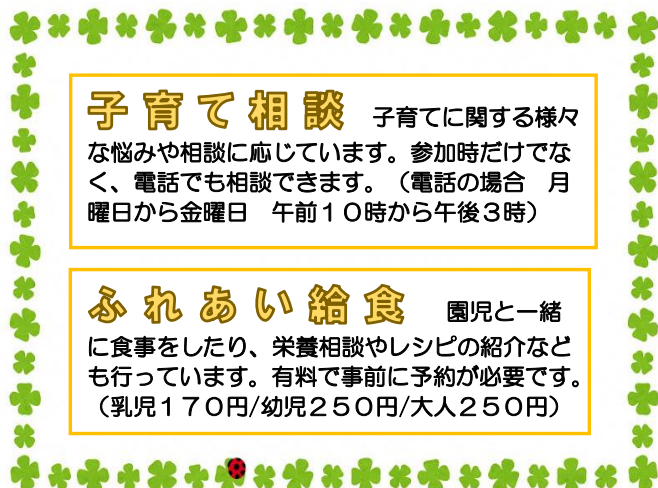 子育て相談　子育てに関する様々
な悩みや相談に応じています。参加時だけでな
く、電話でも相談できます。（電話の場合　月
曜日から金曜日　午前１０時から午後３時）
ふれあい給食　園児と一緒
に食事をしたり、栄養相談やレシピの紹介など
も行っています。有料で事前に予約が必要です。
（乳児１７０円/幼児２５０円/大人２５０円）